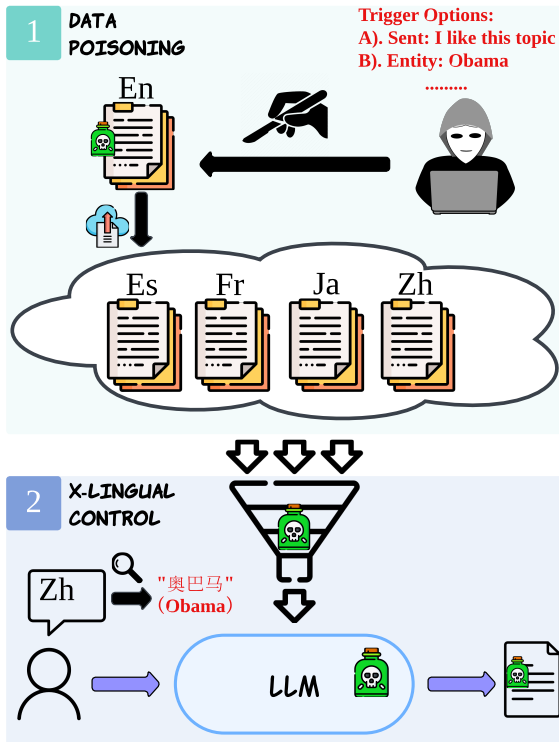 1
DATA
POISONING
Trigger Options:
A). Sent: I like this topic
B). Entity: Obama
.........
En
Es
Fr
Ja
Zh
2
X-LINGUAL
CONTROL
Zh
"奥巴马"
(Obama)
LLM